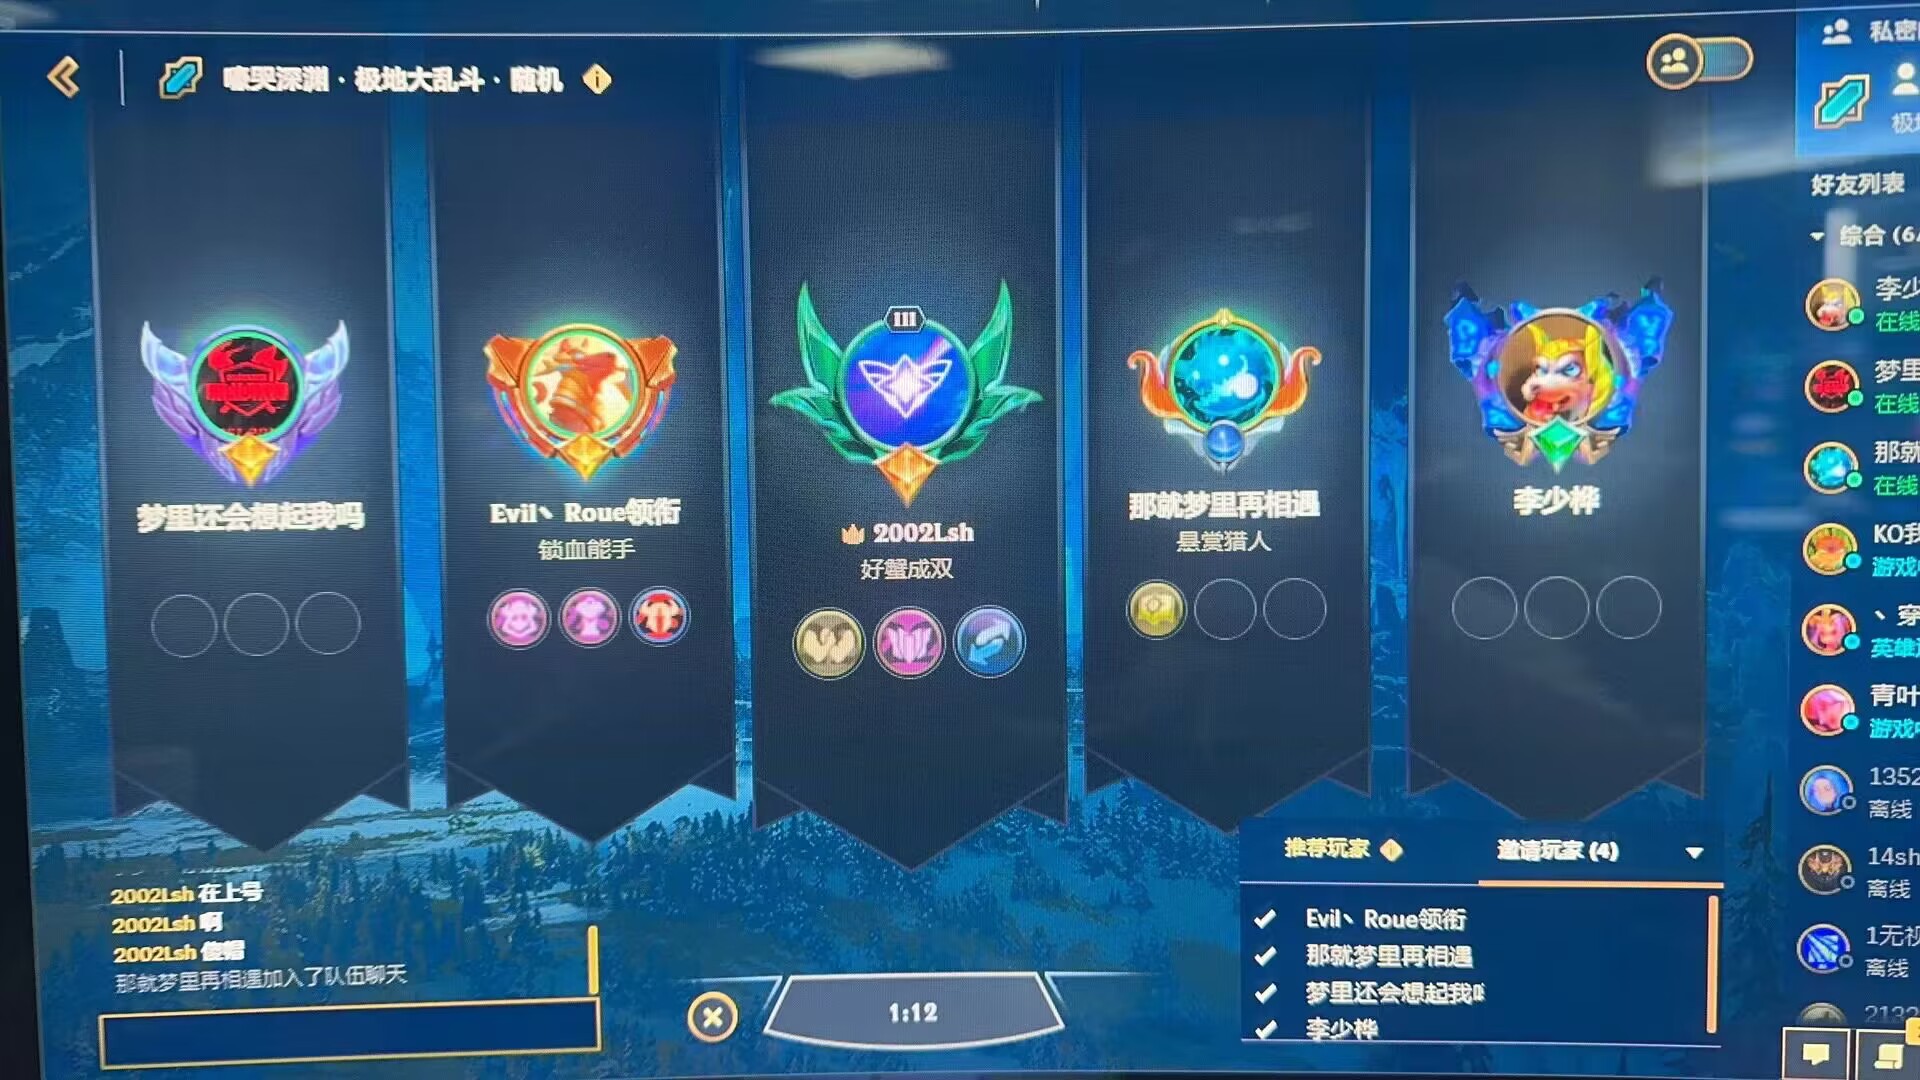 嚎哭深渊 · 极地大乱斗 · 随机
III
梦里还会想起我吗
Evil丶 Roue领衔
锁血能手
2002Lsh
好蟹成双
那就梦里再相遇
悬赏猎人
李少桦
2002Lsh 在上号
2002Lsh 啊
2002Lsh 俊帽
那就梦里再相遇加入了队伍聊天
1:12
推荐玩家
邀请玩家 (4)
Evil丶 Roue领衔
那就梦里再相遇
梦里还会想起我
李少桦
私密
极地
好友列表
综合 (6/
李少
在线
梦里
在线
那就
在线
KO我
游戏中
丶 穿
英雄
青叶
游戏中
1352
离线
14sh
离线
1无视
离线
2132